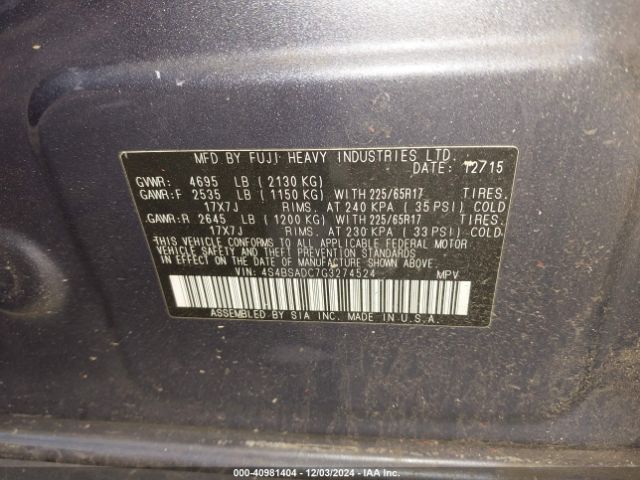 MFD BY FUJI HEAVY INDUSTRIES LTD.
DATE: 12/15
GVWR: 4695 LB (2130 KG)
GAWR:F 2535 LB (1150 KG) WITH 225/65R17 TIRES.
17X7J RIMS. AT 240 KPA (35 PSI) COLD
GAWR:R 2645 LB (1200 KG) WITH 225/65R17 TIRES.
17X7J RIMS. AT 230 KPA (33 PSI) COLD
THIS VEHICLE CONFORMS TO ALL APPLICABLE FEDERAL MOTOR
VEHICLE SAFETY AND THEFT PREVENTION STANDARDS
IN EFFECT ON THE DATE OF MANUFACTURE SHOWN ABOVE.
VIN: 4S4BSADC7G3274524 MPV
ASSEMBLED BY SIA INC. MADE IN U.S.A.
000-40981404 - 12/03/2024 - IAA Inc.